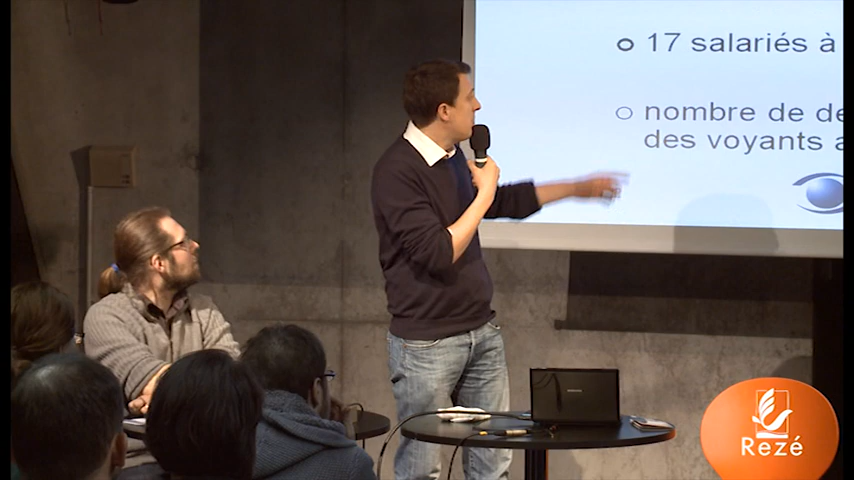 17 salariés à
nombre de de
des voyants a
Rezé